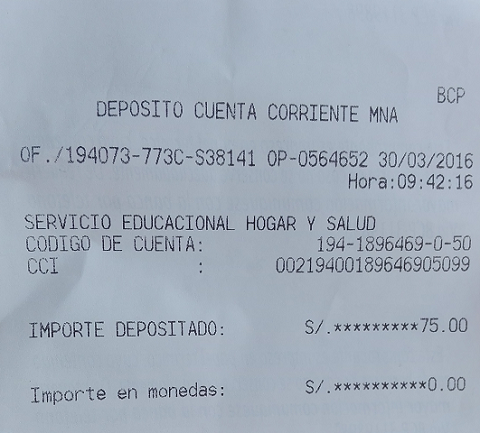 BCP
DEPOSITO CUENTA CORRIENTE MNA
OF./194073-773C-S38141 OP-0564652 30/03/2016
Hora:09:42:16
SERVICIO EDUCACIONAL HOGAR Y SALUD
CODIGO DE CUENTA: 194-1896469-0-50
CCI : 00219400189646905099
IMPORTE DEPOSITADO: S/.*********75.00
Importe en monedas: S/.**********0.00